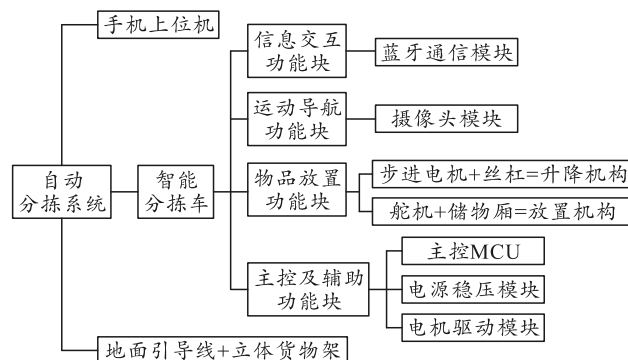 手机上位机
信息交互
功能块
蓝牙通信模块
运动导航
功能块
摄像头模块
自动
分拣系统
智能
分拣车
物品放置
功能块
步进电机+丝杠=升降机构
舵机+储物厢=放置机构
主控及辅助
功能块
主控MCU
电源稳压模块
电机驱动模块
地面引导线+立体货物架